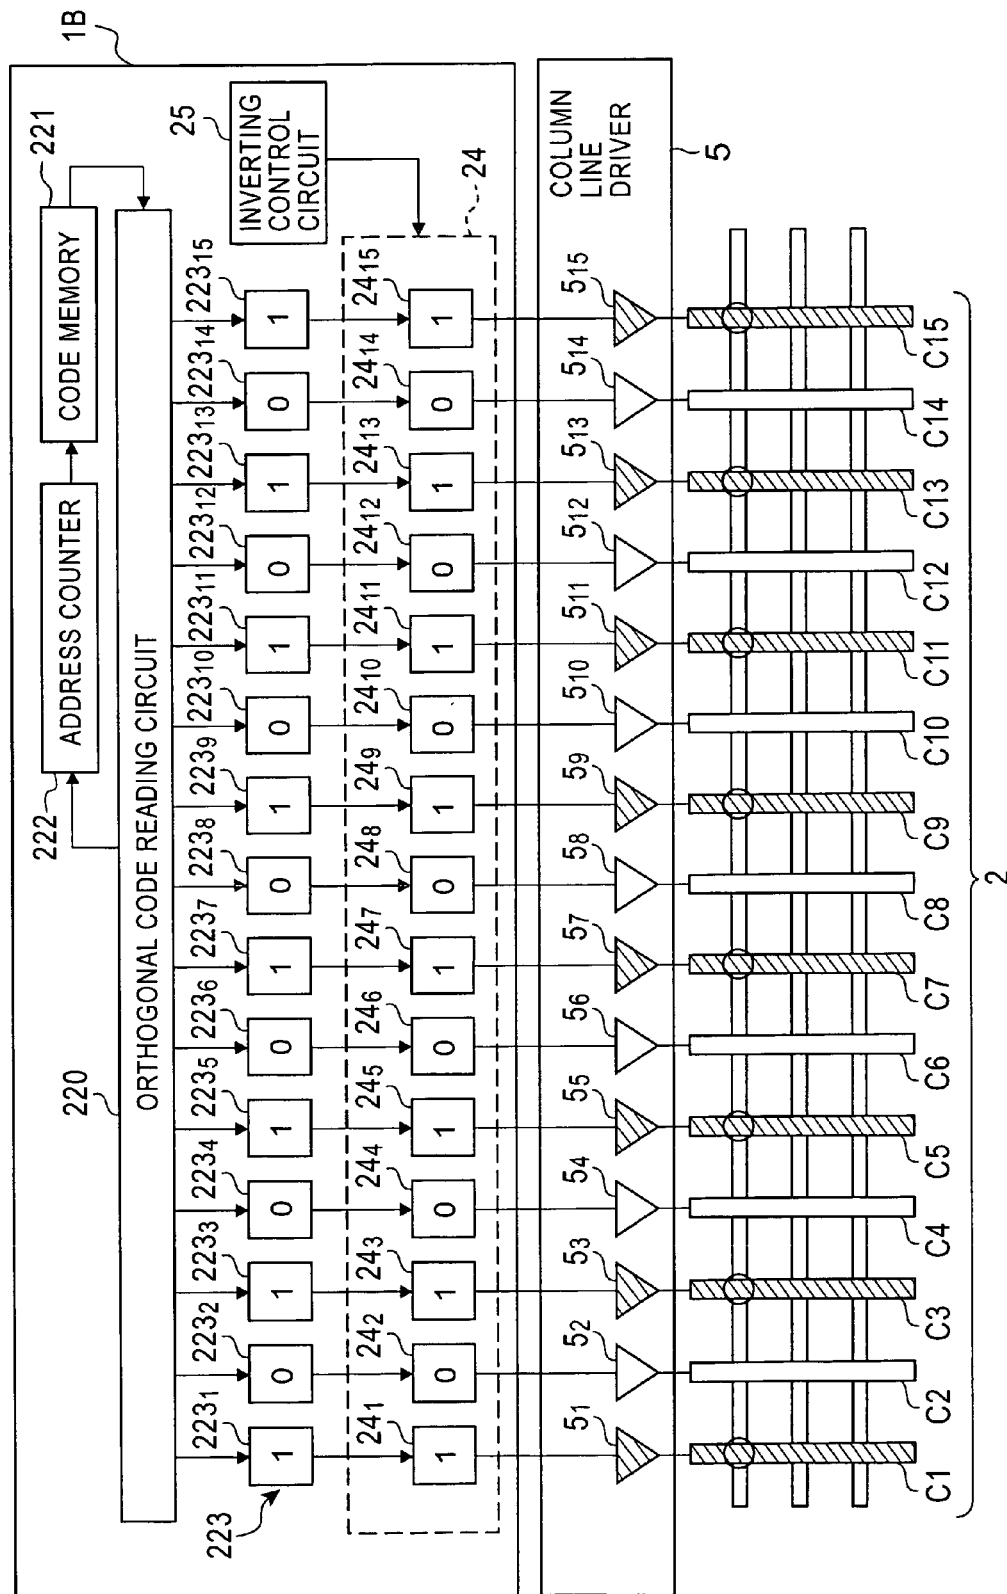 1B
221
CODE MEMORY
222
ADDRESS COUNTER
220
ORTHOGONAL CODE READING CIRCUIT
25
INVERTING
CONTROL
CIRCUIT
223
223₁ 223₂ 223₃ 223₄ 223₅ 223₆ 223₇ 223₈ 223₉ 223₁₀ 223₁₁ 223₁₂ 223₁₃ 223₁₄ 223₁₅
1 0 1 0 1 0 1 0 1 0 1 0 1 0 1
24
24₁ 24₂ 24₃ 24₄ 24₅ 24₆ 24₇ 24₈ 24₉ 24₁₀ 24₁₁ 24₁₂ 24₁₃ 24₁₄ 24₁₅
1 0 1 0 1 0 1 0 1 0 1 0 1 0 1
COLUMN
LINE
DRIVER
5
5₁ 5₂ 5₃ 5₄ 5₅ 5₆ 5₇ 5₈ 5₉ 5₁₀ 5₁₁ 5₁₂ 5₁₃ 5₁₄ 5₁₅
C1 C2 C3 C4 C5 C6 C7 C8 C9 C10 C11 C12 C13 C14 C15
2